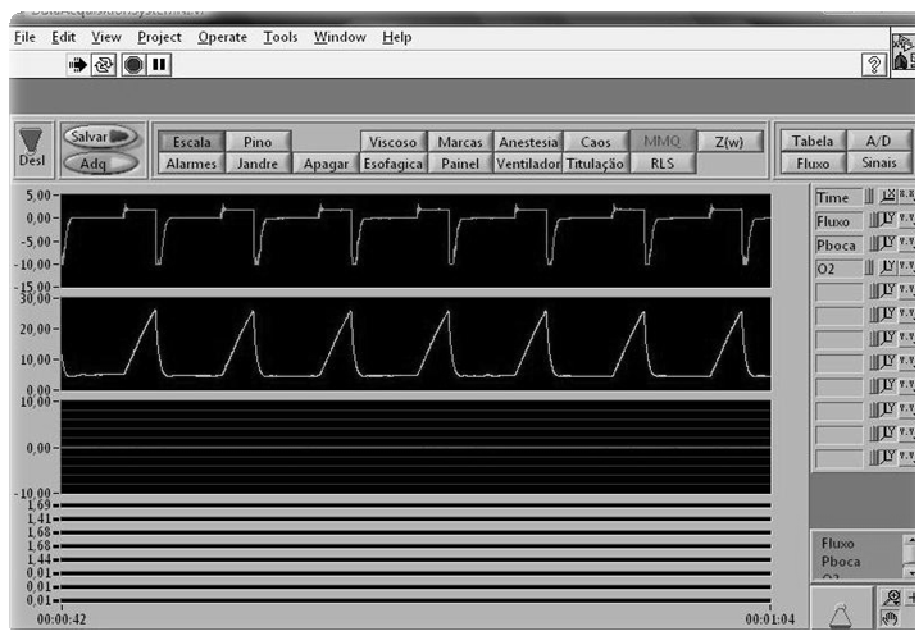 DataAcquisitionSystemNI.VI
File Edit View Project Operate Tools Window Help
?
Desl
Salvar
Adq
Escala Pino Viscoso Marcas Anestesia Caos MMQ Z(w)
Alarmes Jandre Apagar Esofagica Painel Ventilador Titulação RLS
Tabela A/D
Fluxo Sinais
5,00
0,00
-5,00
-10,00
-15,00
30,00
20,00
10,00
0,00
10,00
0,00
-10,00
1,69
1,41
1,68
1,68
1,44
0,01
0,01
0,01
00:00:42 00:01:04
Time
Fluxo
Pboca
O2
Fluxo
Pboca
O2